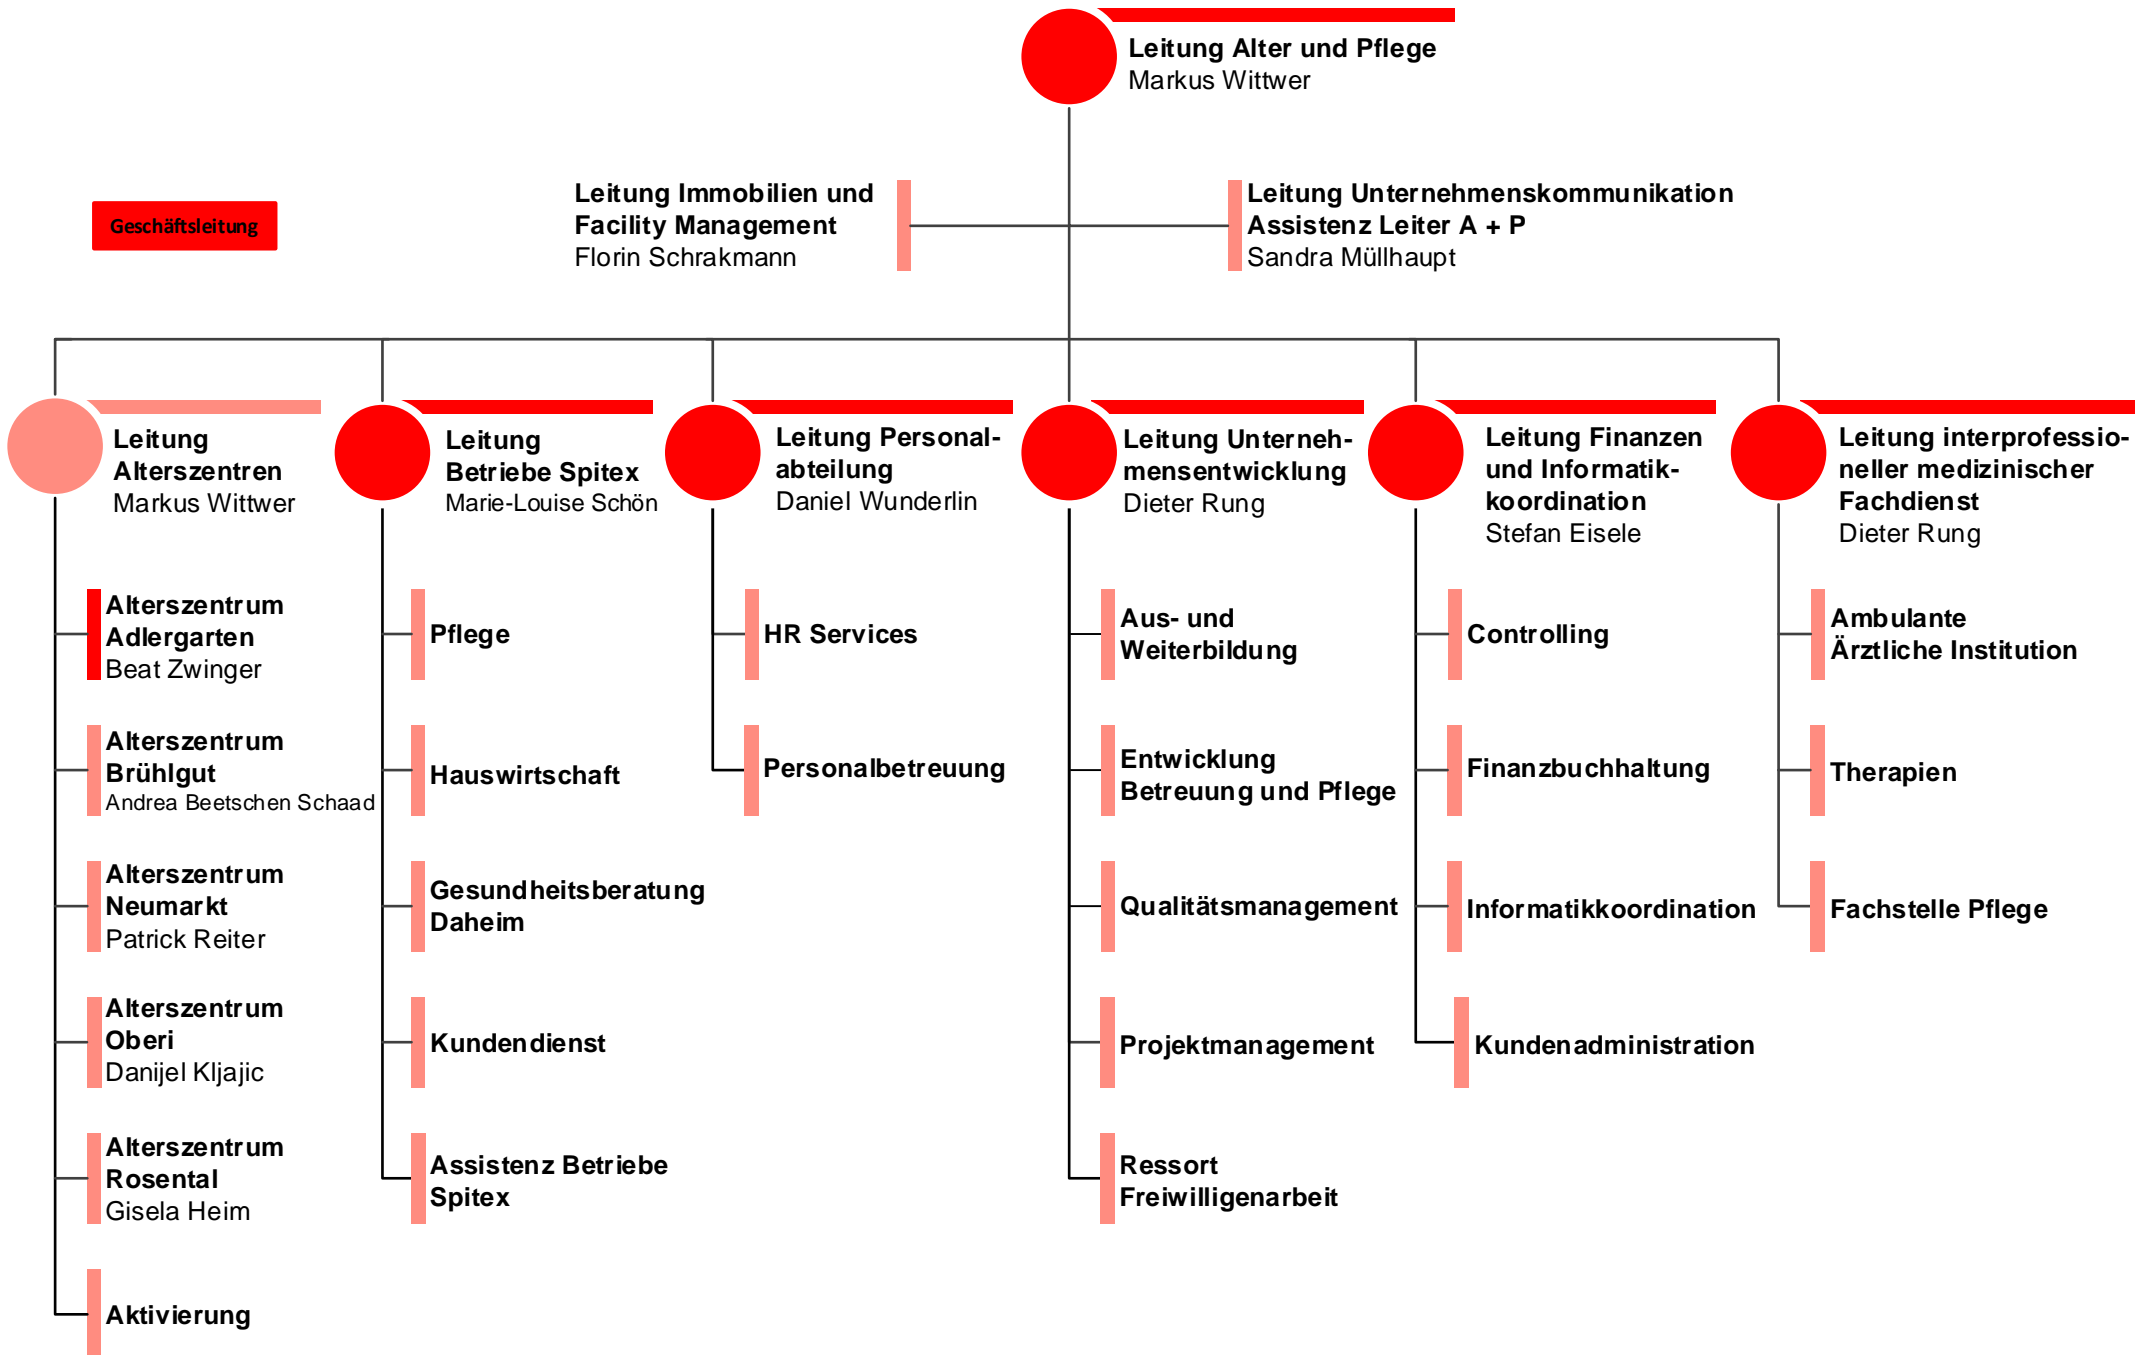 Leitung Alter und Pflege
Markus Wittwer
Leitung Immobilien und
Facility Management
Florin Schrakmann
Leitung Unternehmenskommunikation
Assistenz Leiter A + P
Sandra Müllhaupt
Geschäftsleitung
Leitung
Alterszentren
Markus Wittwer
Alterszentrum
Adlergarten
Beat Zwinger
Alterszentrum
Brühlgut
Andrea Beetschen Schaad
Alterszentrum
Neumarkt
Patrick Reiter
Alterszentrum
Oberi
Danijel Kljajic
Alterszentrum
Rosental
Gisela Heim
Aktivierung
Leitung
Betriebe Spitex
Marie-Louise Schön
Pflege
Hauswirtschaft
Gesundheitsberatung
Daheim
Kundendienst
Assistenz Betriebe
Spitex
Leitung Personal-
abteilung
Daniel Wunderlin
HR Services
Personalbetreuung
Leitung Unterneh-
mensentwicklung
Dieter Rung
Aus- und
Weiterbildung
Entwicklung
Betreuung und Pflege
Qualitätsmanagement
Projektmanagement
Ressort
Freiwilligenarbeit
Leitung Finanzen
und Informatik-
koordination
Stefan Eisele
Controlling
Finanzbuchhaltung
Informatikkoordination
Kundenadministration
Leitung interprofessio-
neller medizinischer
Fachdienst
Dieter Rung
Ambulante
Ärztliche Institution
Therapien
Fachstelle Pflege